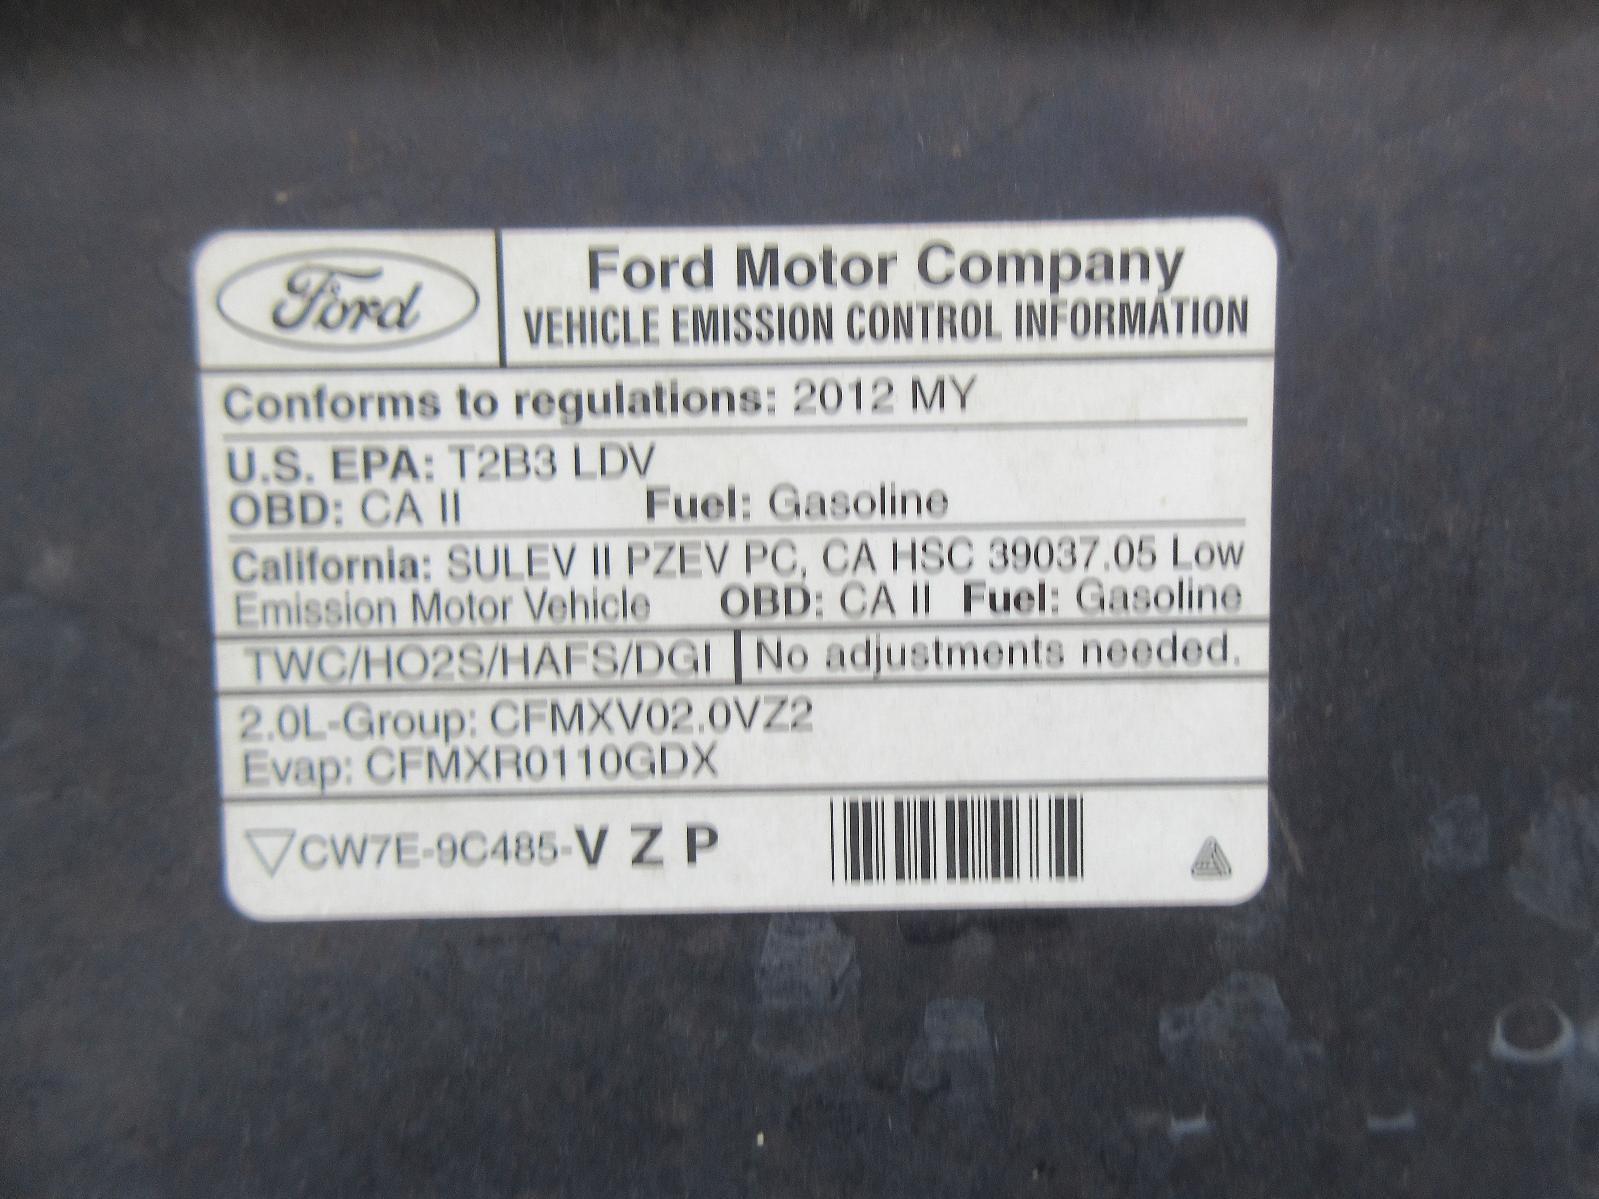 Ford
Ford Motor Company
VEHICLE EMISSION CONTROL INFORMATION
Conforms to regulations: 2012 MY
U.S. EPA: T2B3 LDV
OBD: CA II Fuel: Gasoline
California: SULEV II PZEV PC, CA HSC 39037.05 Low
Emission Motor Vehicle OBD: CA II Fuel: Gasoline
TWC/HO2S/HAFS/DGI No adjustments needed.
2.0L-Group: CFMXV02.0VZ2
Evap: CFMXR0110GDX
CW7E-9C485-V Z P